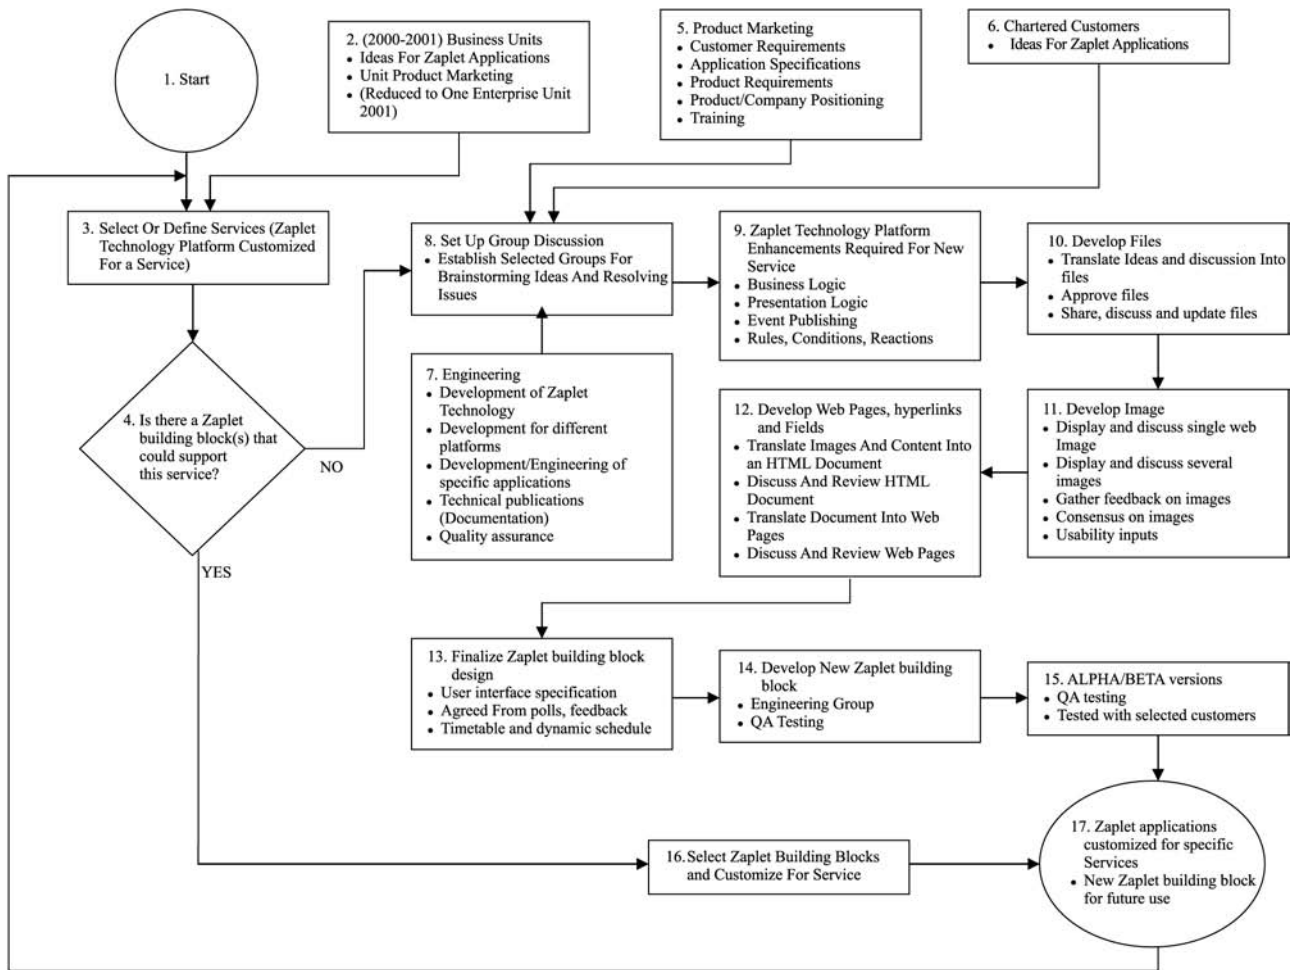 1. Start
2. (2000-2001) Business Units
• Ideas For Zaplet Applications
• Unit Product Marketing
• (Reduced to One Enterprise Unit
2001)
5. Product Marketing
• Customer Requirements
• Application Specifications
• Product Requirements
• Product/Company Positioning
• Training
6. Chartered Customers
• Ideas For Zaplet Applications
3. Select Or Define Services (Zaplet
Technology Platform Customized
For a Service)
8. Set Up Group Discussion
• Establish Selected Groups For
Brainstorming Ideas And Resolving
Issues
9. Zaplet Technology Platform
Enhancements Required For New
Service
• Business Logic
• Presentation Logic
• Event Publishing
• Rules, Conditions, Reactions
10. Develop Files
• Translate Ideas and discussion Into
files
• Approve files
• Share, discuss and update files
4. Is there a Zaplet
building block(s) that
could support
this service?
NO
YES
7. Engineering
• Development of Zaplet
Technology
• Development for different
platforms
• Development/Engineering of
specific applications
• Technical publications
(Documentation)
• Quality assurance
12. Develop Web Pages, hyperlinks
and Fields
• Translate Images And Content Into
an HTML Document
• Discuss And Review HTML
Document
• Translate Document Into Web
Pages
• Discuss And Review Web Pages
11. Develop Image
• Display and discuss single web
Image
• Display and discuss several
images
• Gather feedback on images
• Consensus on images
• Usability inputs
13. Finalize Zaplet building block
design
• User interface specification
• Agreed From polls, feedback
• Timetable and dynamic schedule
14. Develop New Zaplet building
block
• Engineering Group
• QA Testing
15. ALPHA/BETA versions
• QA testing
• Tested with selected customers
16. Select Zaplet Building Blocks
and Customize For Service
17. Zaplet applications
customized for specific
Services
• New Zaplet building block
for future use